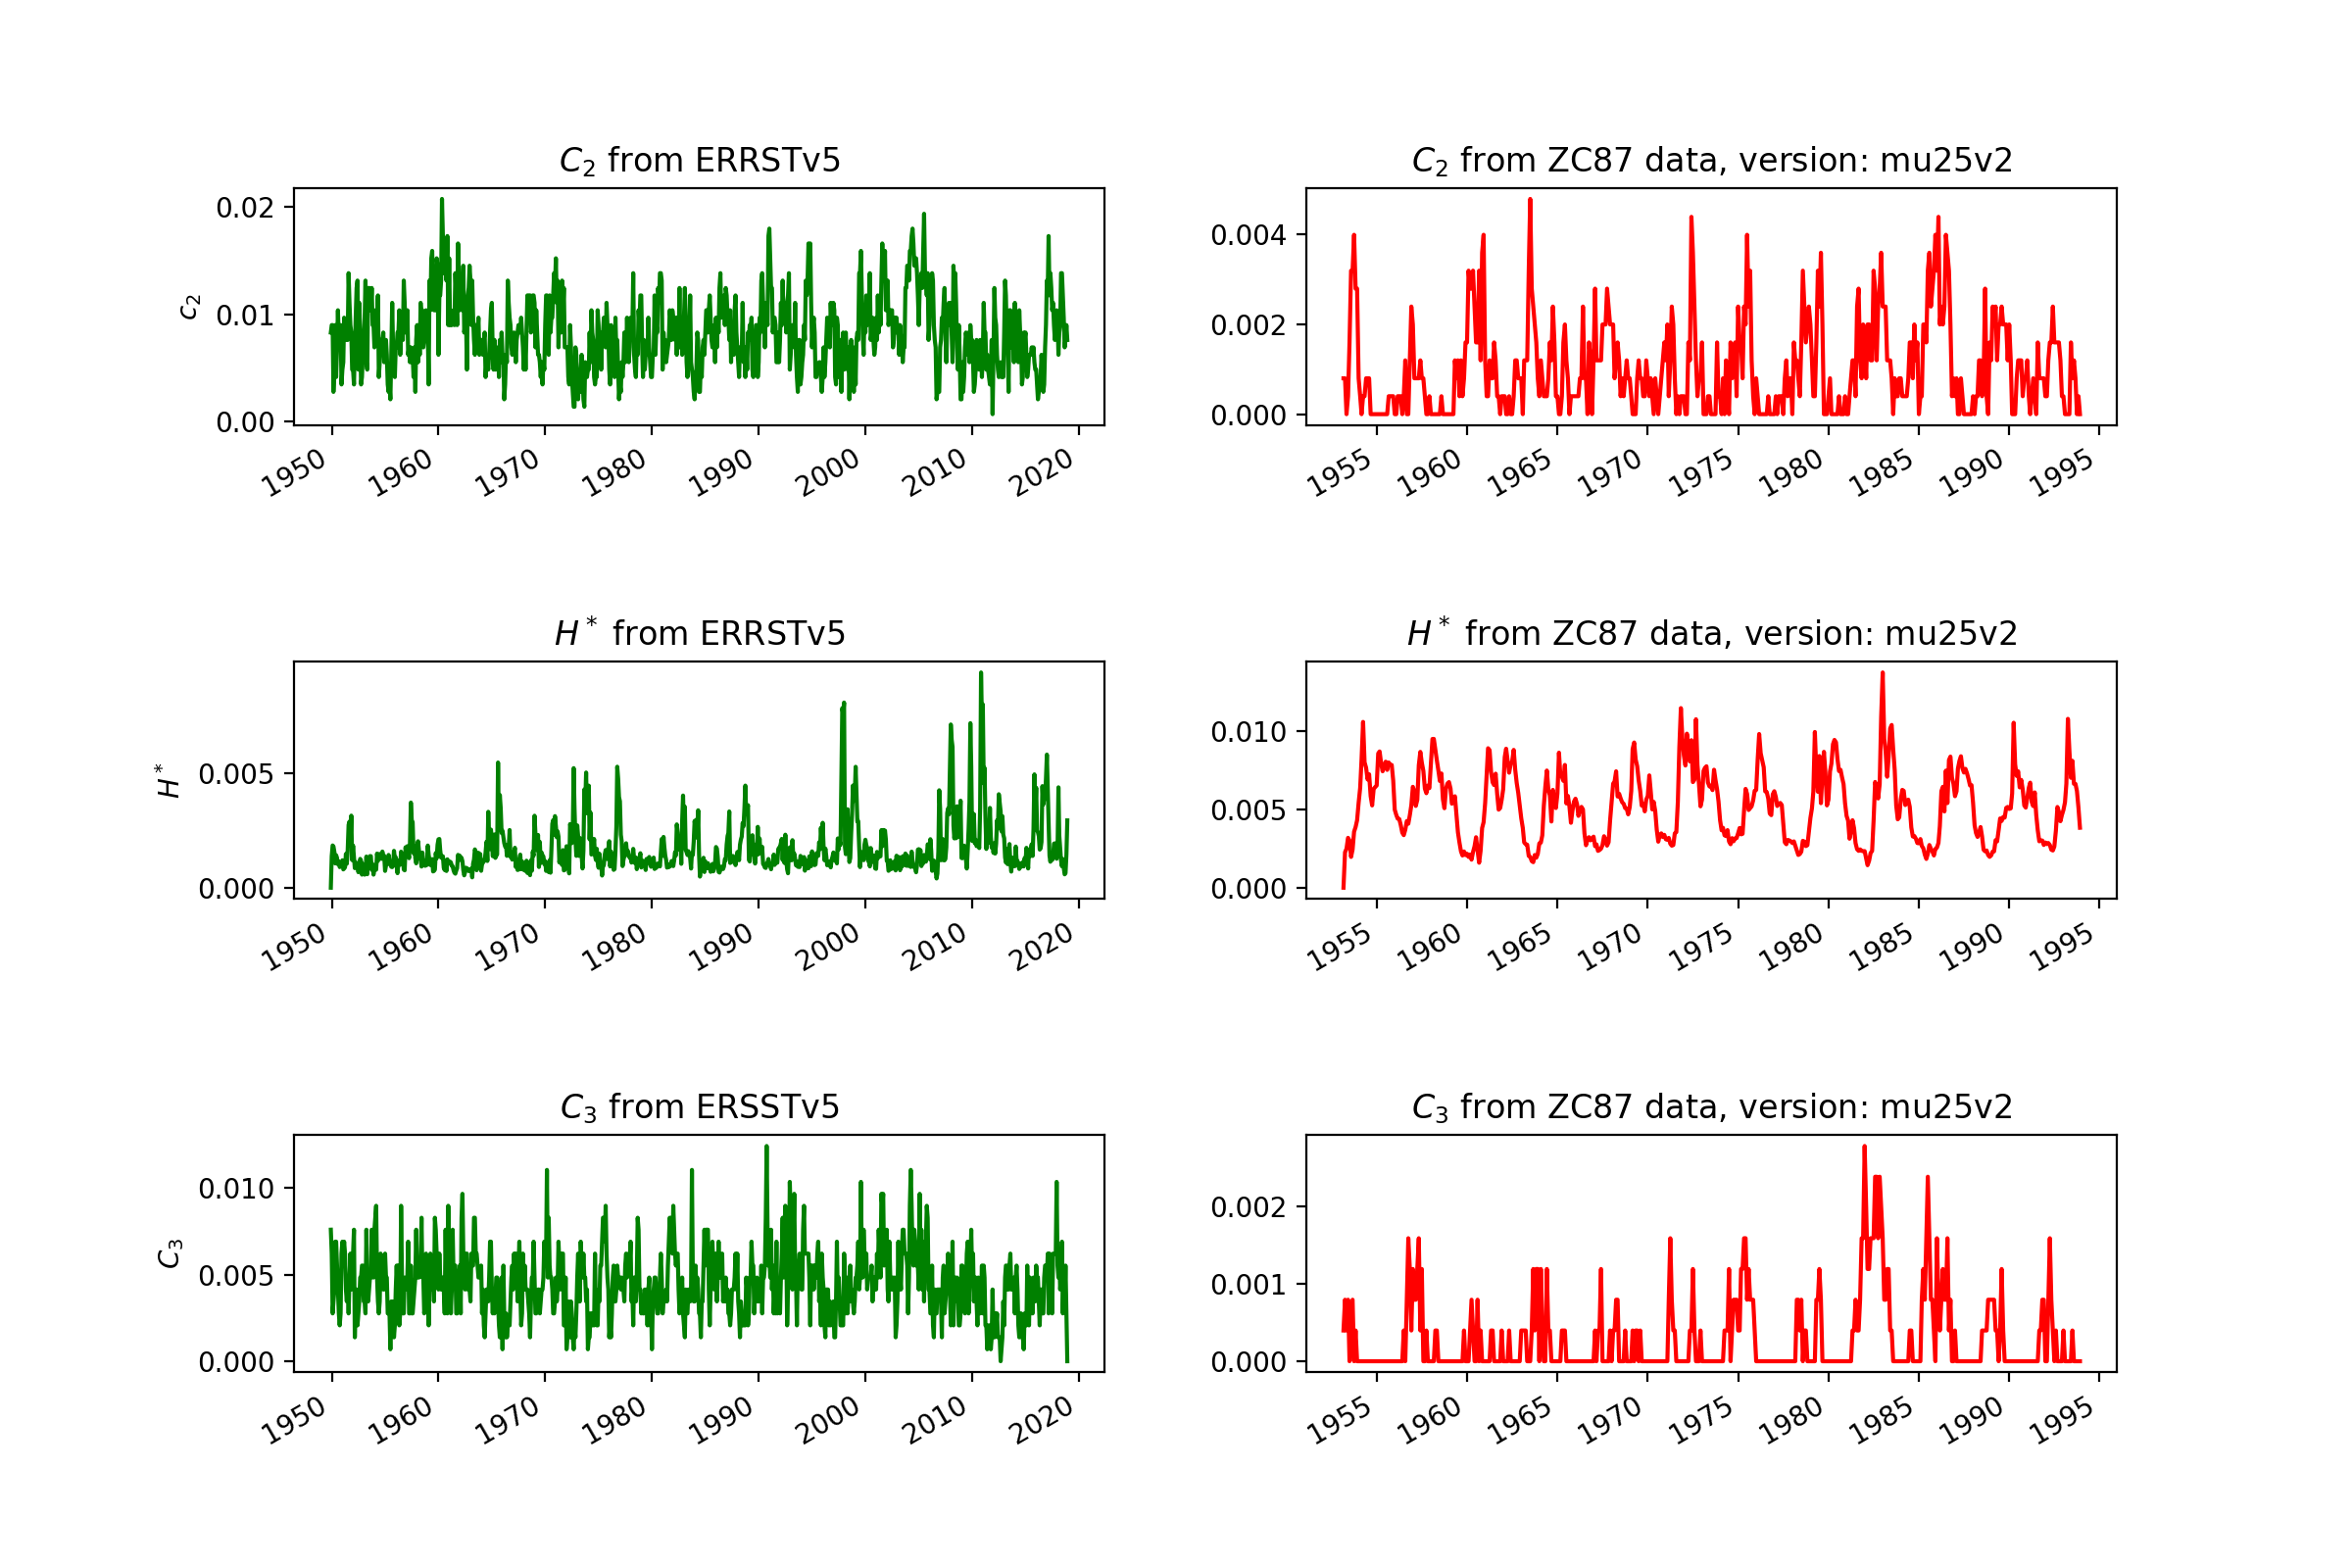 C₂ from ERRSTv5
C₂ from ZC87 data, version: mu25v2
0.02
0.01
0.00
c₂
1950 1960 1970 1980 1990 2000 2010 2020
0.004
0.002
0.000
1955 1960 1965 1970 1975 1980 1985 1990 1995
H* from ERRSTv5
H* from ZC87 data, version: mu25v2
0.005
0.000
H*
1950 1960 1970 1980 1990 2000 2010 2020
0.010
0.005
0.000
1955 1960 1965 1970 1975 1980 1985 1990 1995
C₃ from ERSSTv5
C₃ from ZC87 data, version: mu25v2
0.010
0.005
0.000
C₃
1950 1960 1970 1980 1990 2000 2010 2020
0.002
0.001
0.000
1955 1960 1965 1970 1975 1980 1985 1990 1995